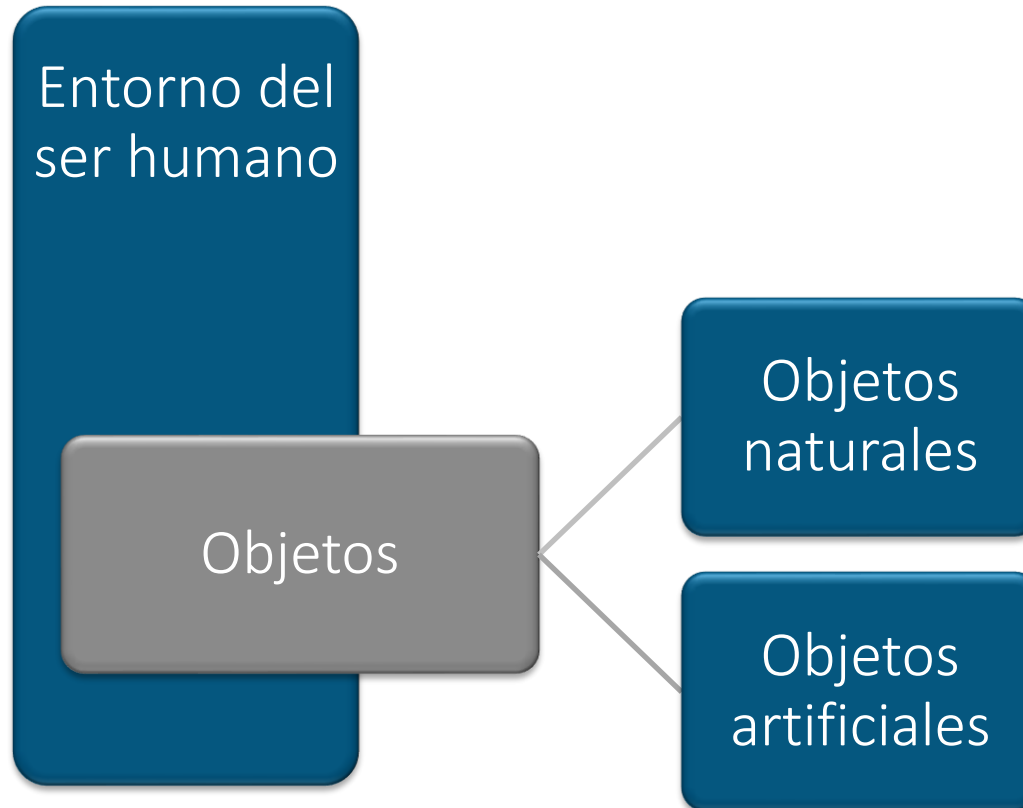 Entorno del
ser humano
Objetos
Objetos
naturales
Objetos
artificiales